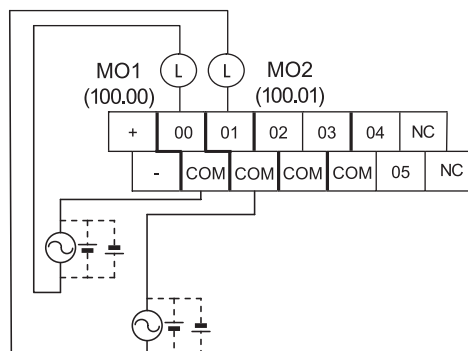 L L
MO1 MO2
(100.00) (100.01)
+ 00 01 02 03 04 NC
- COM COM COM COM 05 NC